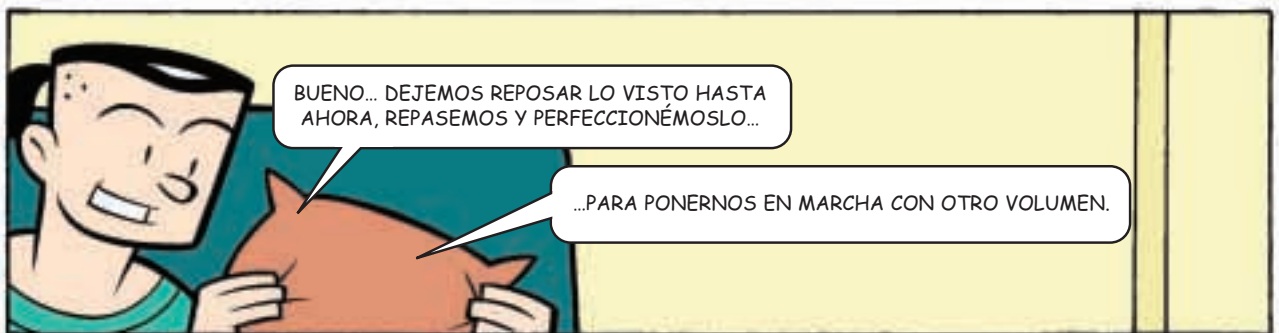 BUENO... DEJEMOS REPOSAR LO VISTO HASTA
AHORA, REPASEMOS Y PERFECCIONÉMOSLO...
...PARA PONERNOS EN MARCHA CON OTRO VOLUMEN.